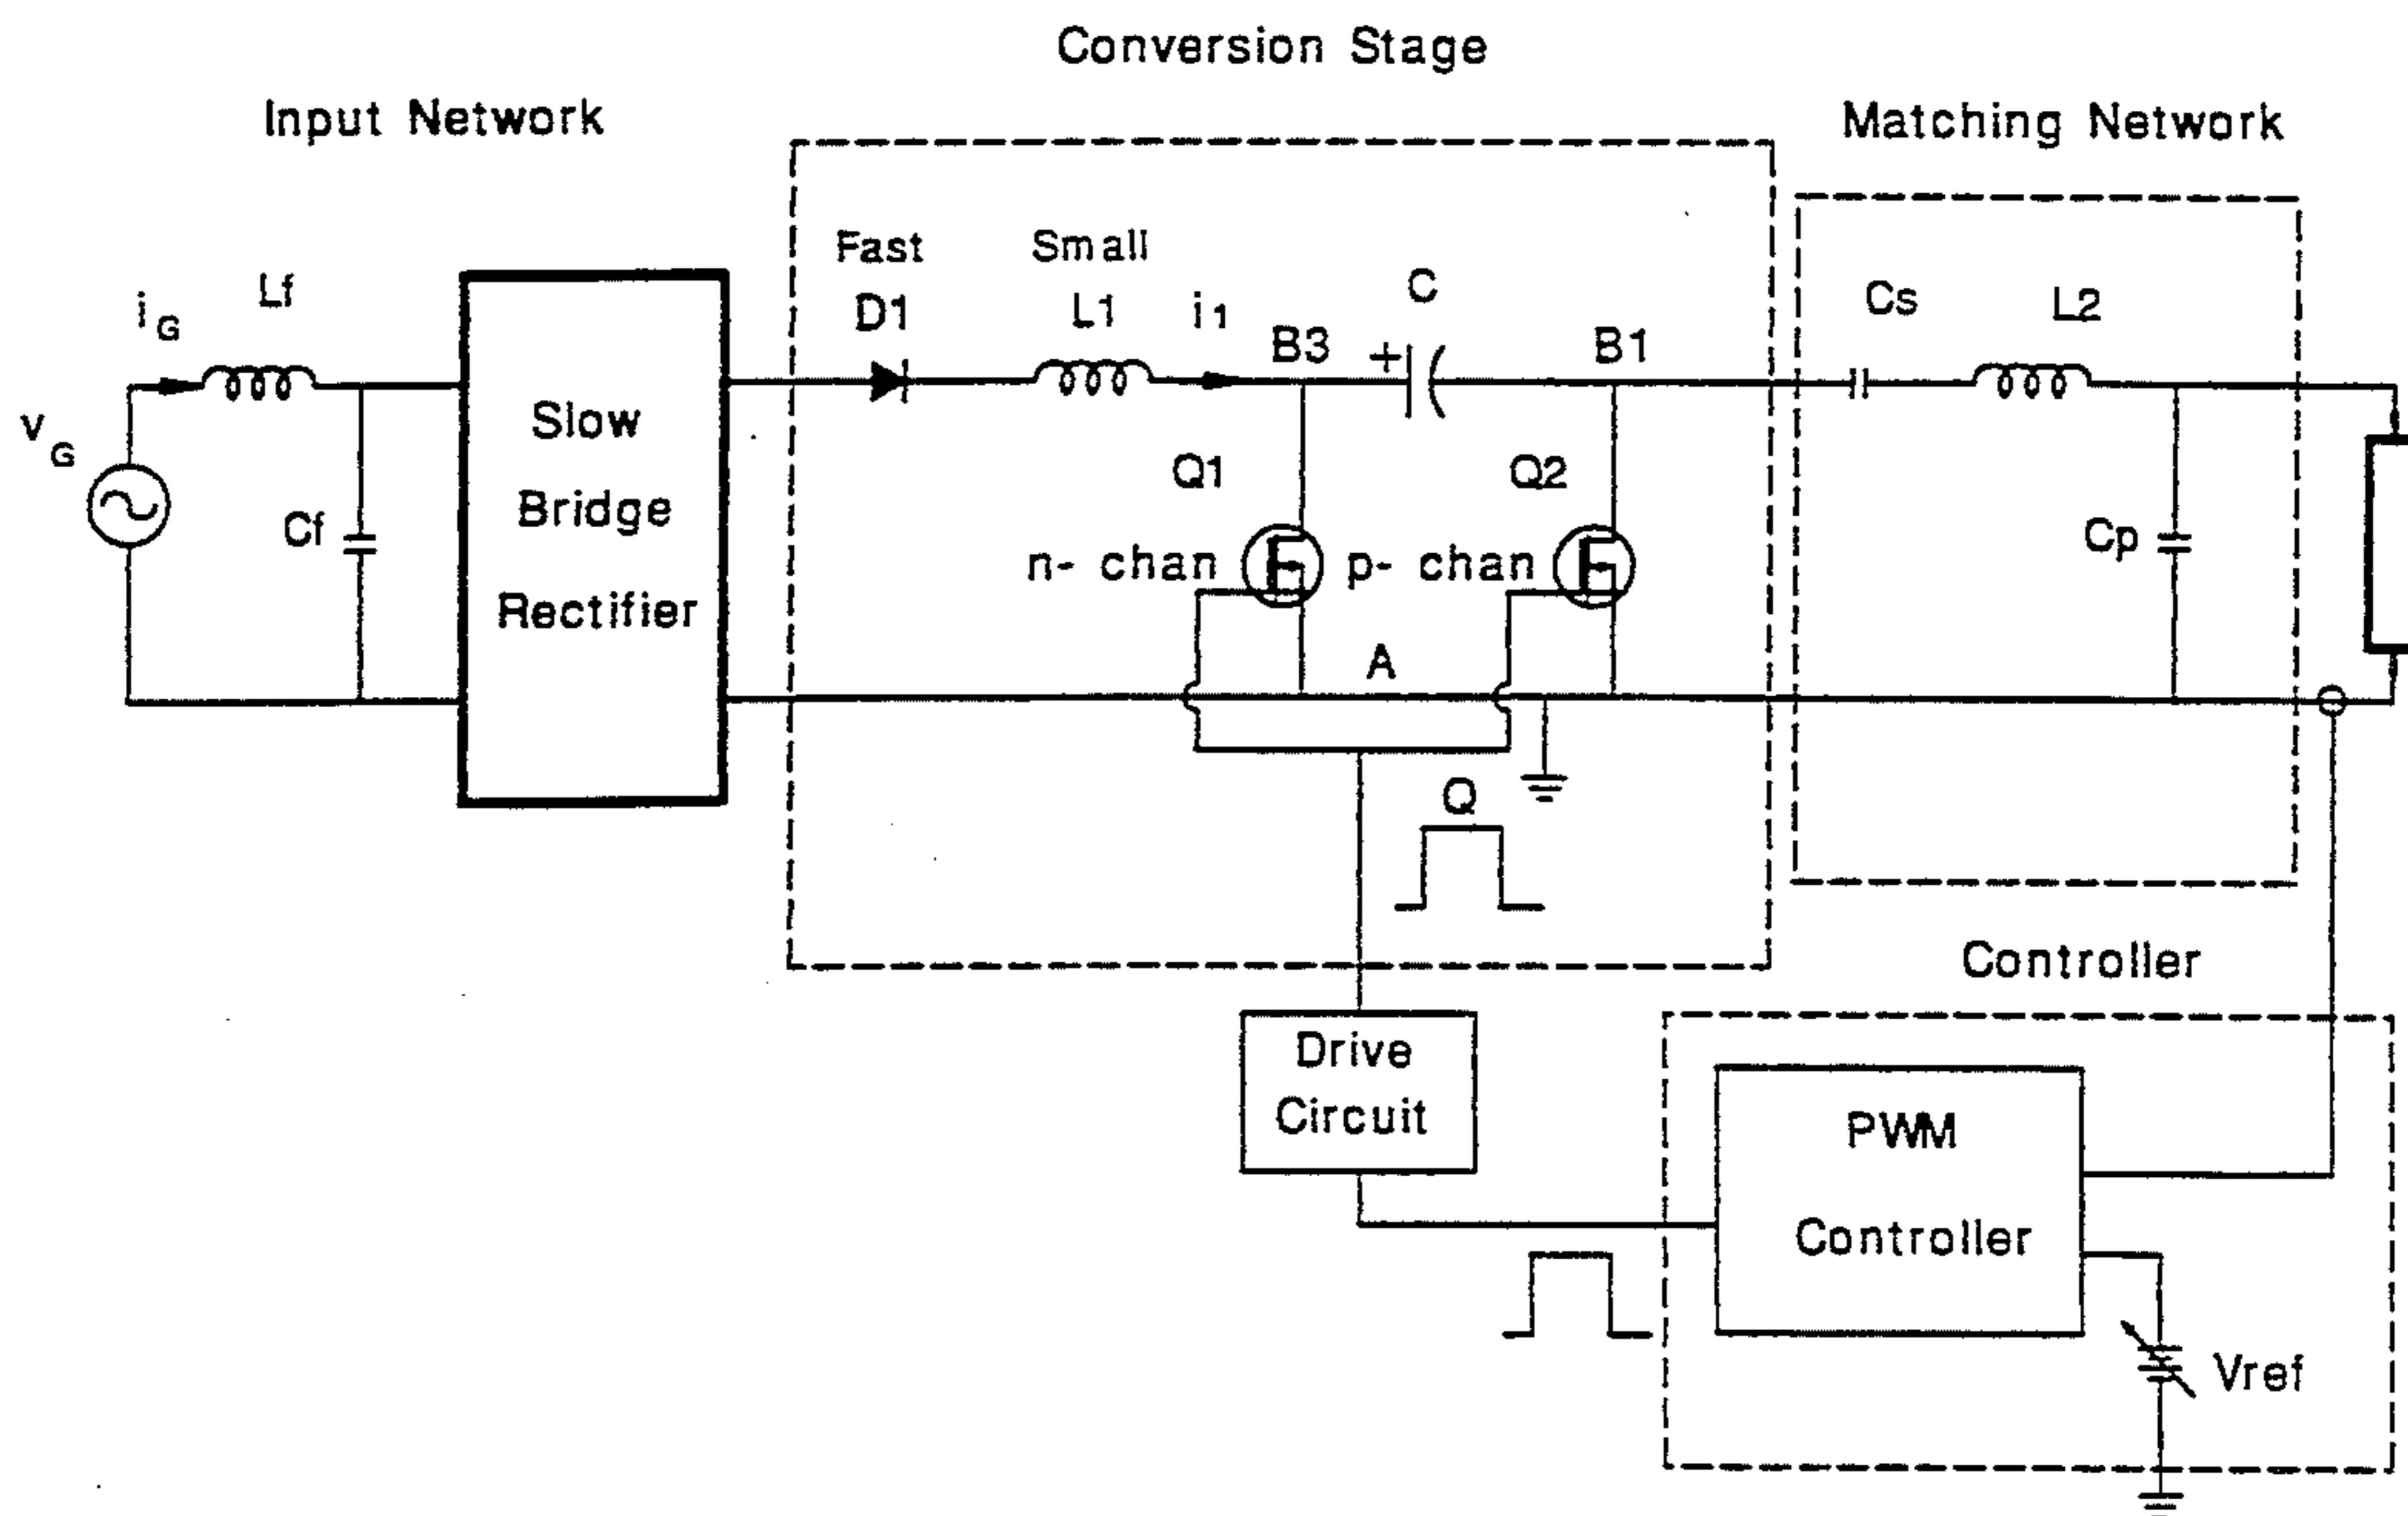 Conversion Stage
Input Network
Matching Network
Fast
Small
iG
Lf
D1
L1
i1
B3
+
C
B1
Cs
L2
vG
Slow
Bridge
Rectifier
Q1
Q2
Cf
n- chan
p- chan
Cp
A
Q
Controller
Drive
Circuit
PWM
Controller
Vref